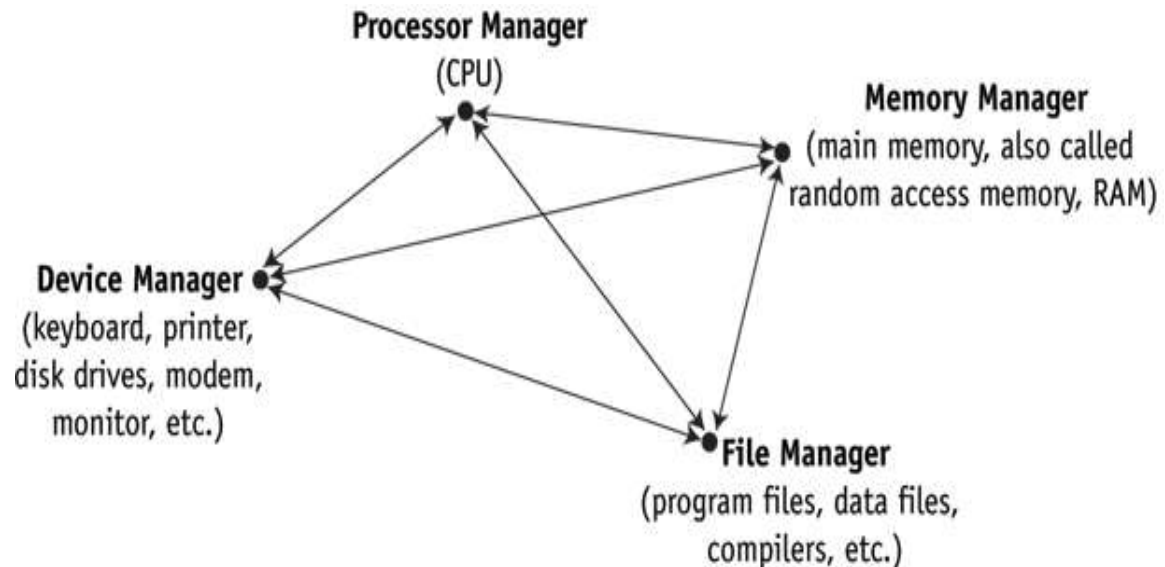 Processor Manager
(CPU)
Memory Manager
(main memory, also called
random access memory, RAM)
Device Manager
(keyboard, printer,
disk drives, modem,
monitor, etc.)
File Manager
(program files, data files,
compilers, etc.)